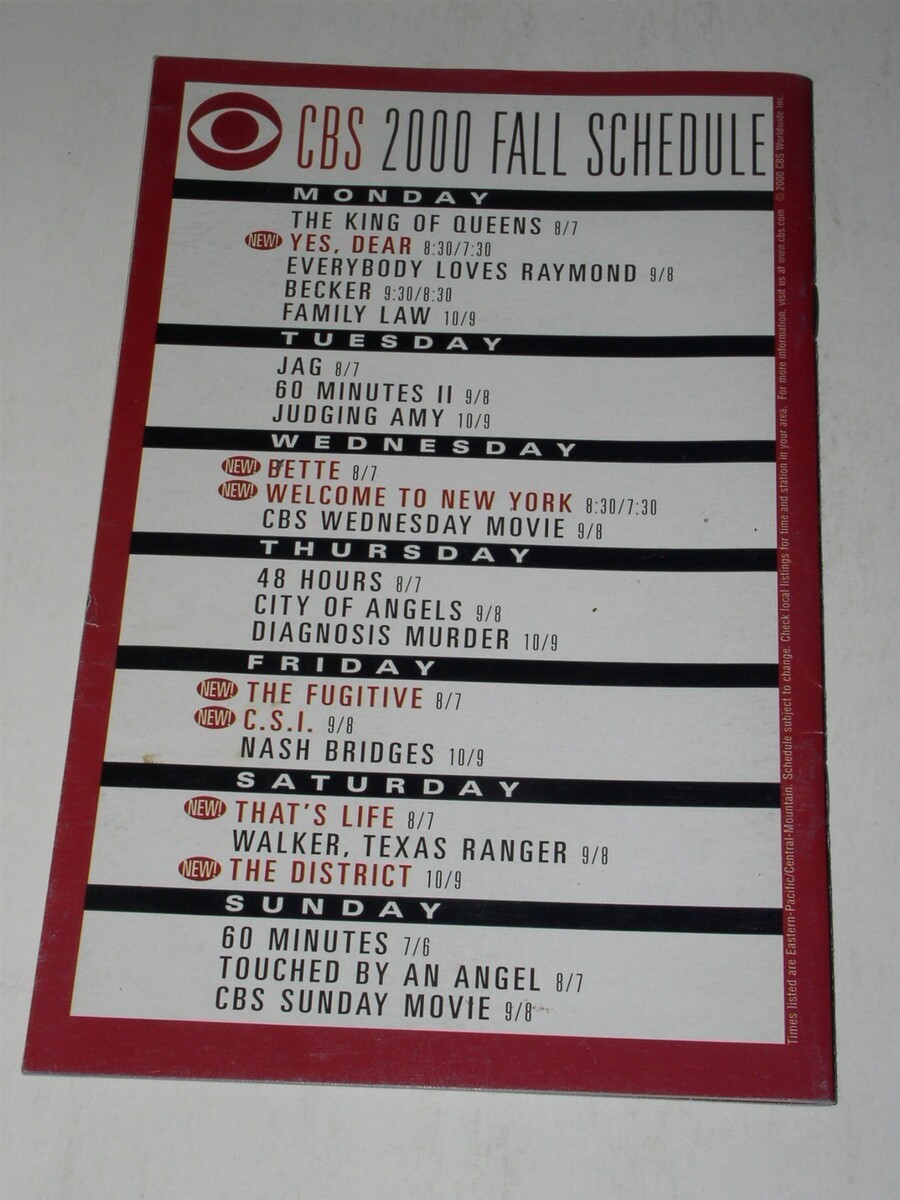 CBS 2000 FALL SCHEDULE
MONDAY
THE KING OF QUEENS 8/7
NEW! YES, DEAR 8:30/7:30
EVERYBODY LOVES RAYMOND 9/8
BECKER 9:30/8:30
FAMILY LAW 10/9
TUESDAY
JAG 8/7
60 MINUTES II 9/8
JUDGING AMY 10/9
WEDNESDAY
NEW! BETTE 8/7
NEW! WELCOME TO NEW YORK 8:30/7:30
CBS WEDNESDAY MOVIE 9/8
THURSDAY
48 HOURS 8/7
CITY OF ANGELS 9/8
DIAGNOSIS MURDER 10/9
FRIDAY
NEW! THE FUGITIVE 8/7
NEW! C.S.I. 9/8
NASH BRIDGES 10/9
SATURDAY
NEW! THAT'S LIFE 8/7
WALKER, TEXAS RANGER 9/8
NEW! THE DISTRICT 10/9
SUNDAY
60 MINUTES 7/6
TOUCHED BY AN ANGEL 8/7
CBS SUNDAY MOVIE 9/8
Times listed are Eastern-Pacific/Central-Mountain. Schedule subject to change. Check local listings for time and station in your area. For more information, visit us at www.cbs.com © 2000 CBS Worldwide Inc.